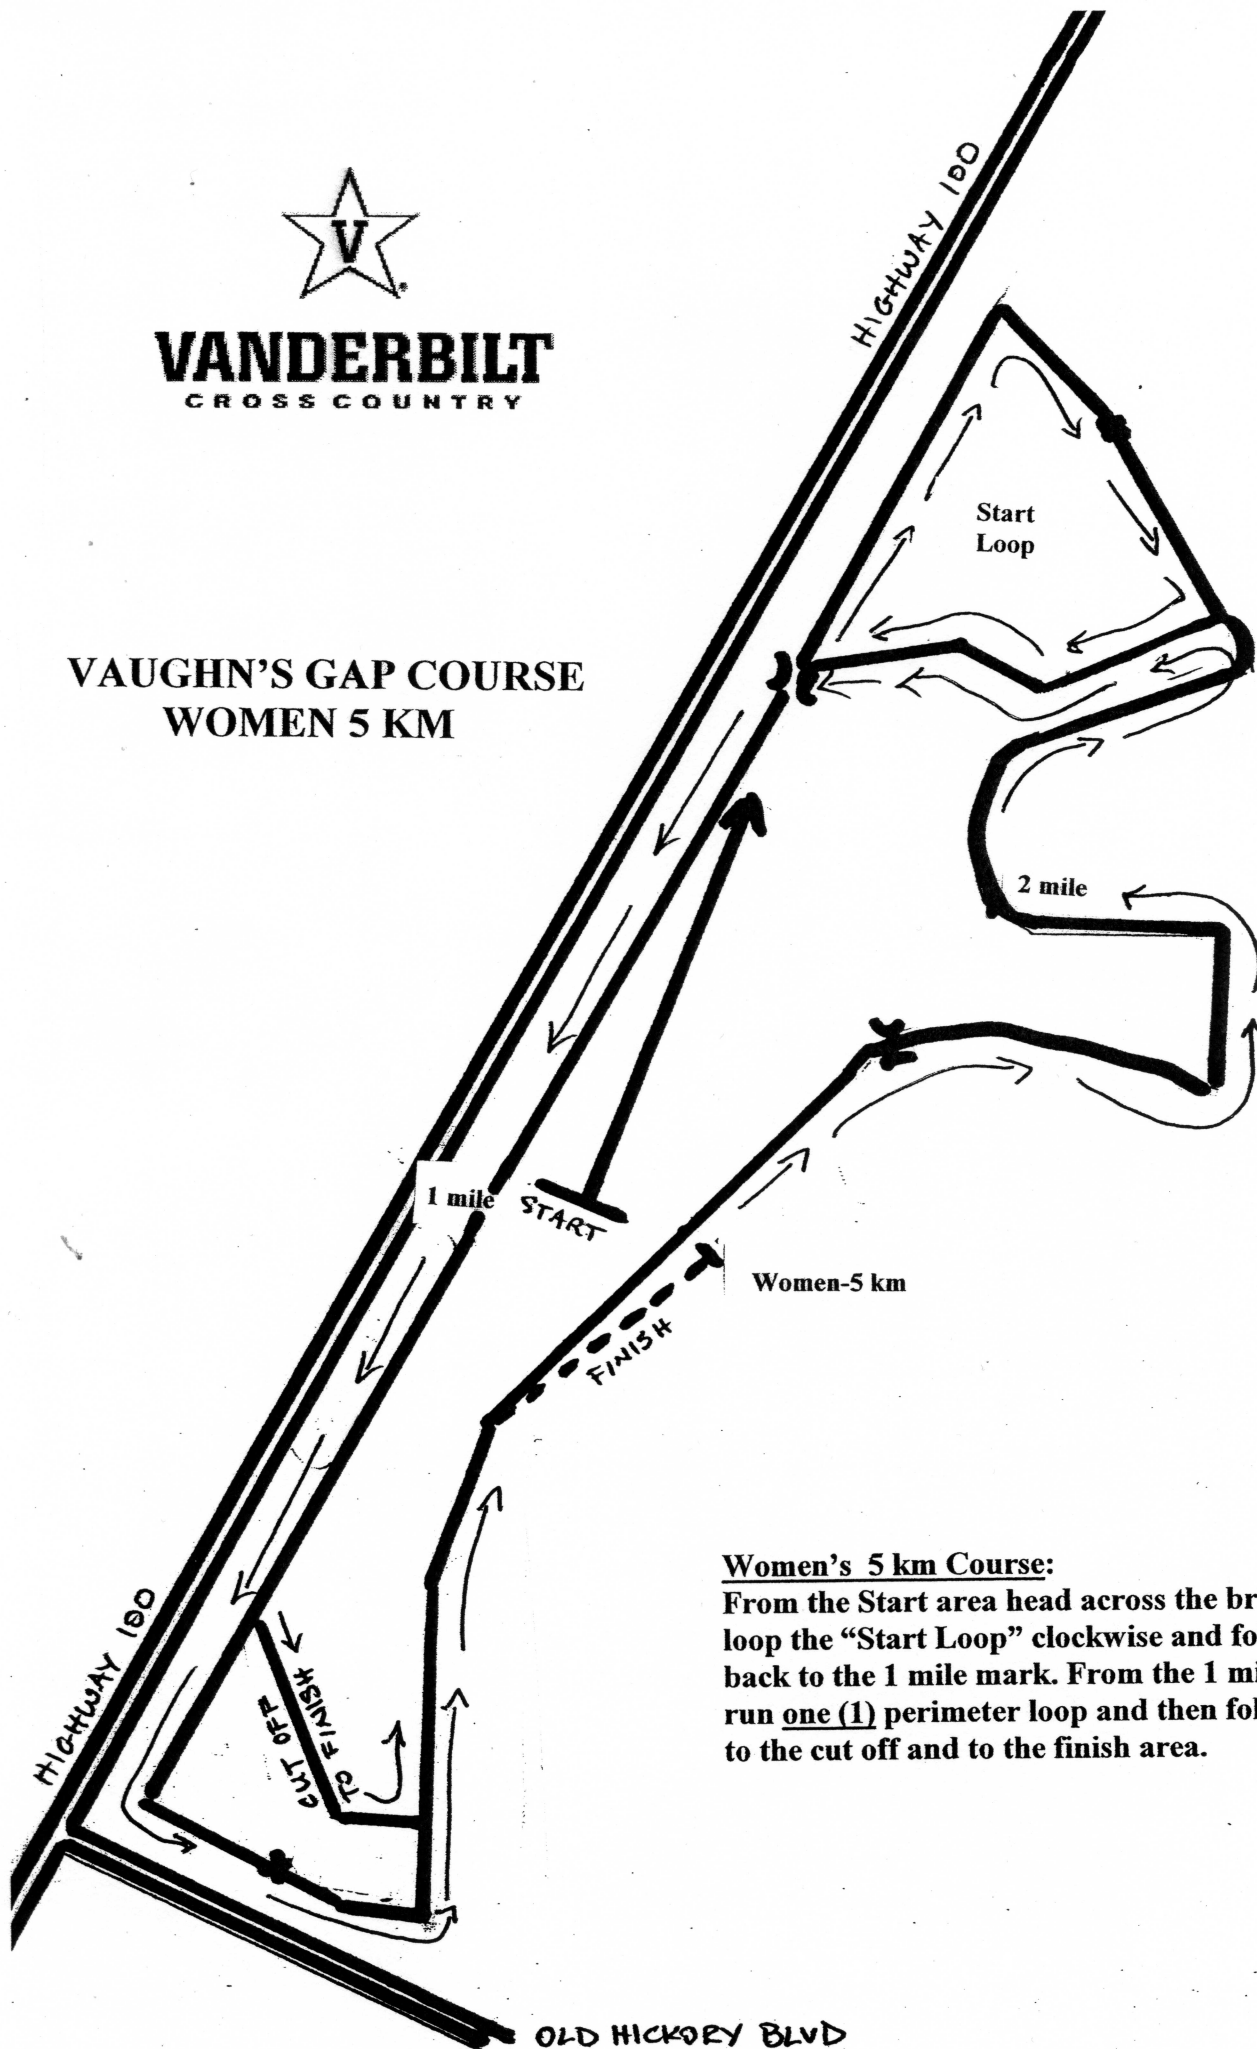 HIGHWAY 100
V
VANDERBILT
CROSS COUNTRY
Start
Loop
VAUGHN'S GAP COURSE
WOMEN 5 KM
2 mile
1 mile
START
Women-5 km
FINISH
Women's 5 km Course:
From the Start area head across the br
loop the “Start Loop” clockwise and fo
back to the 1 mile mark. From the 1 mi
run one (1) perimeter loop and then fol
to the cut off and to the finish area.
HIGHWAY 100
CUT OFF
TO FINISH
OLD HICKORY BLVD